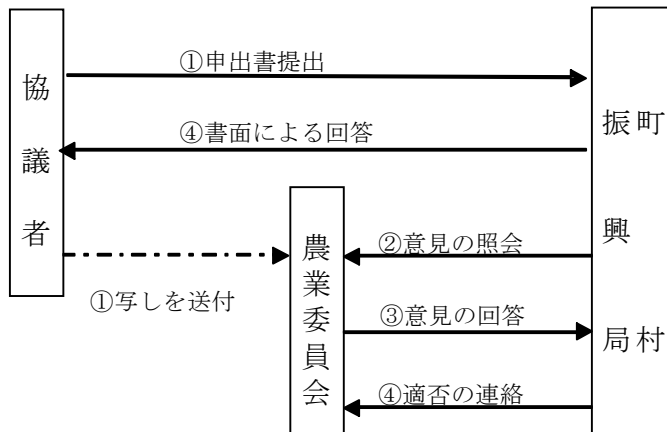 協議者
①申出書提出
④書面による回答
①写しを送付
農業委員会
②意見の照会
③意見の回答
④適否の連絡
町村
振興局